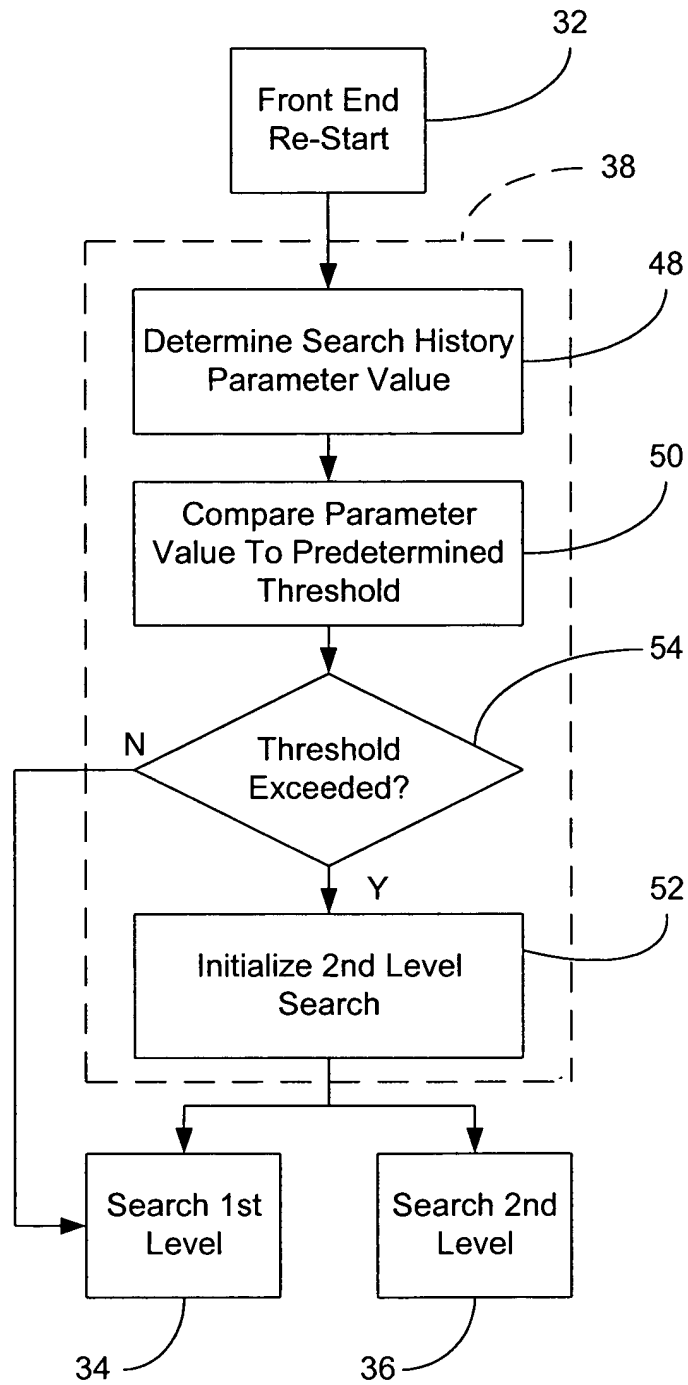 32
Front End
Re-Start
38
48
Determine Search History
Parameter Value
50
Compare Parameter
Value To Predetermined
Threshold
54
N
Threshold
Exceeded?
Y
52
Initialize 2nd Level
Search
Search 1st
Level
Search 2nd
Level
34
36